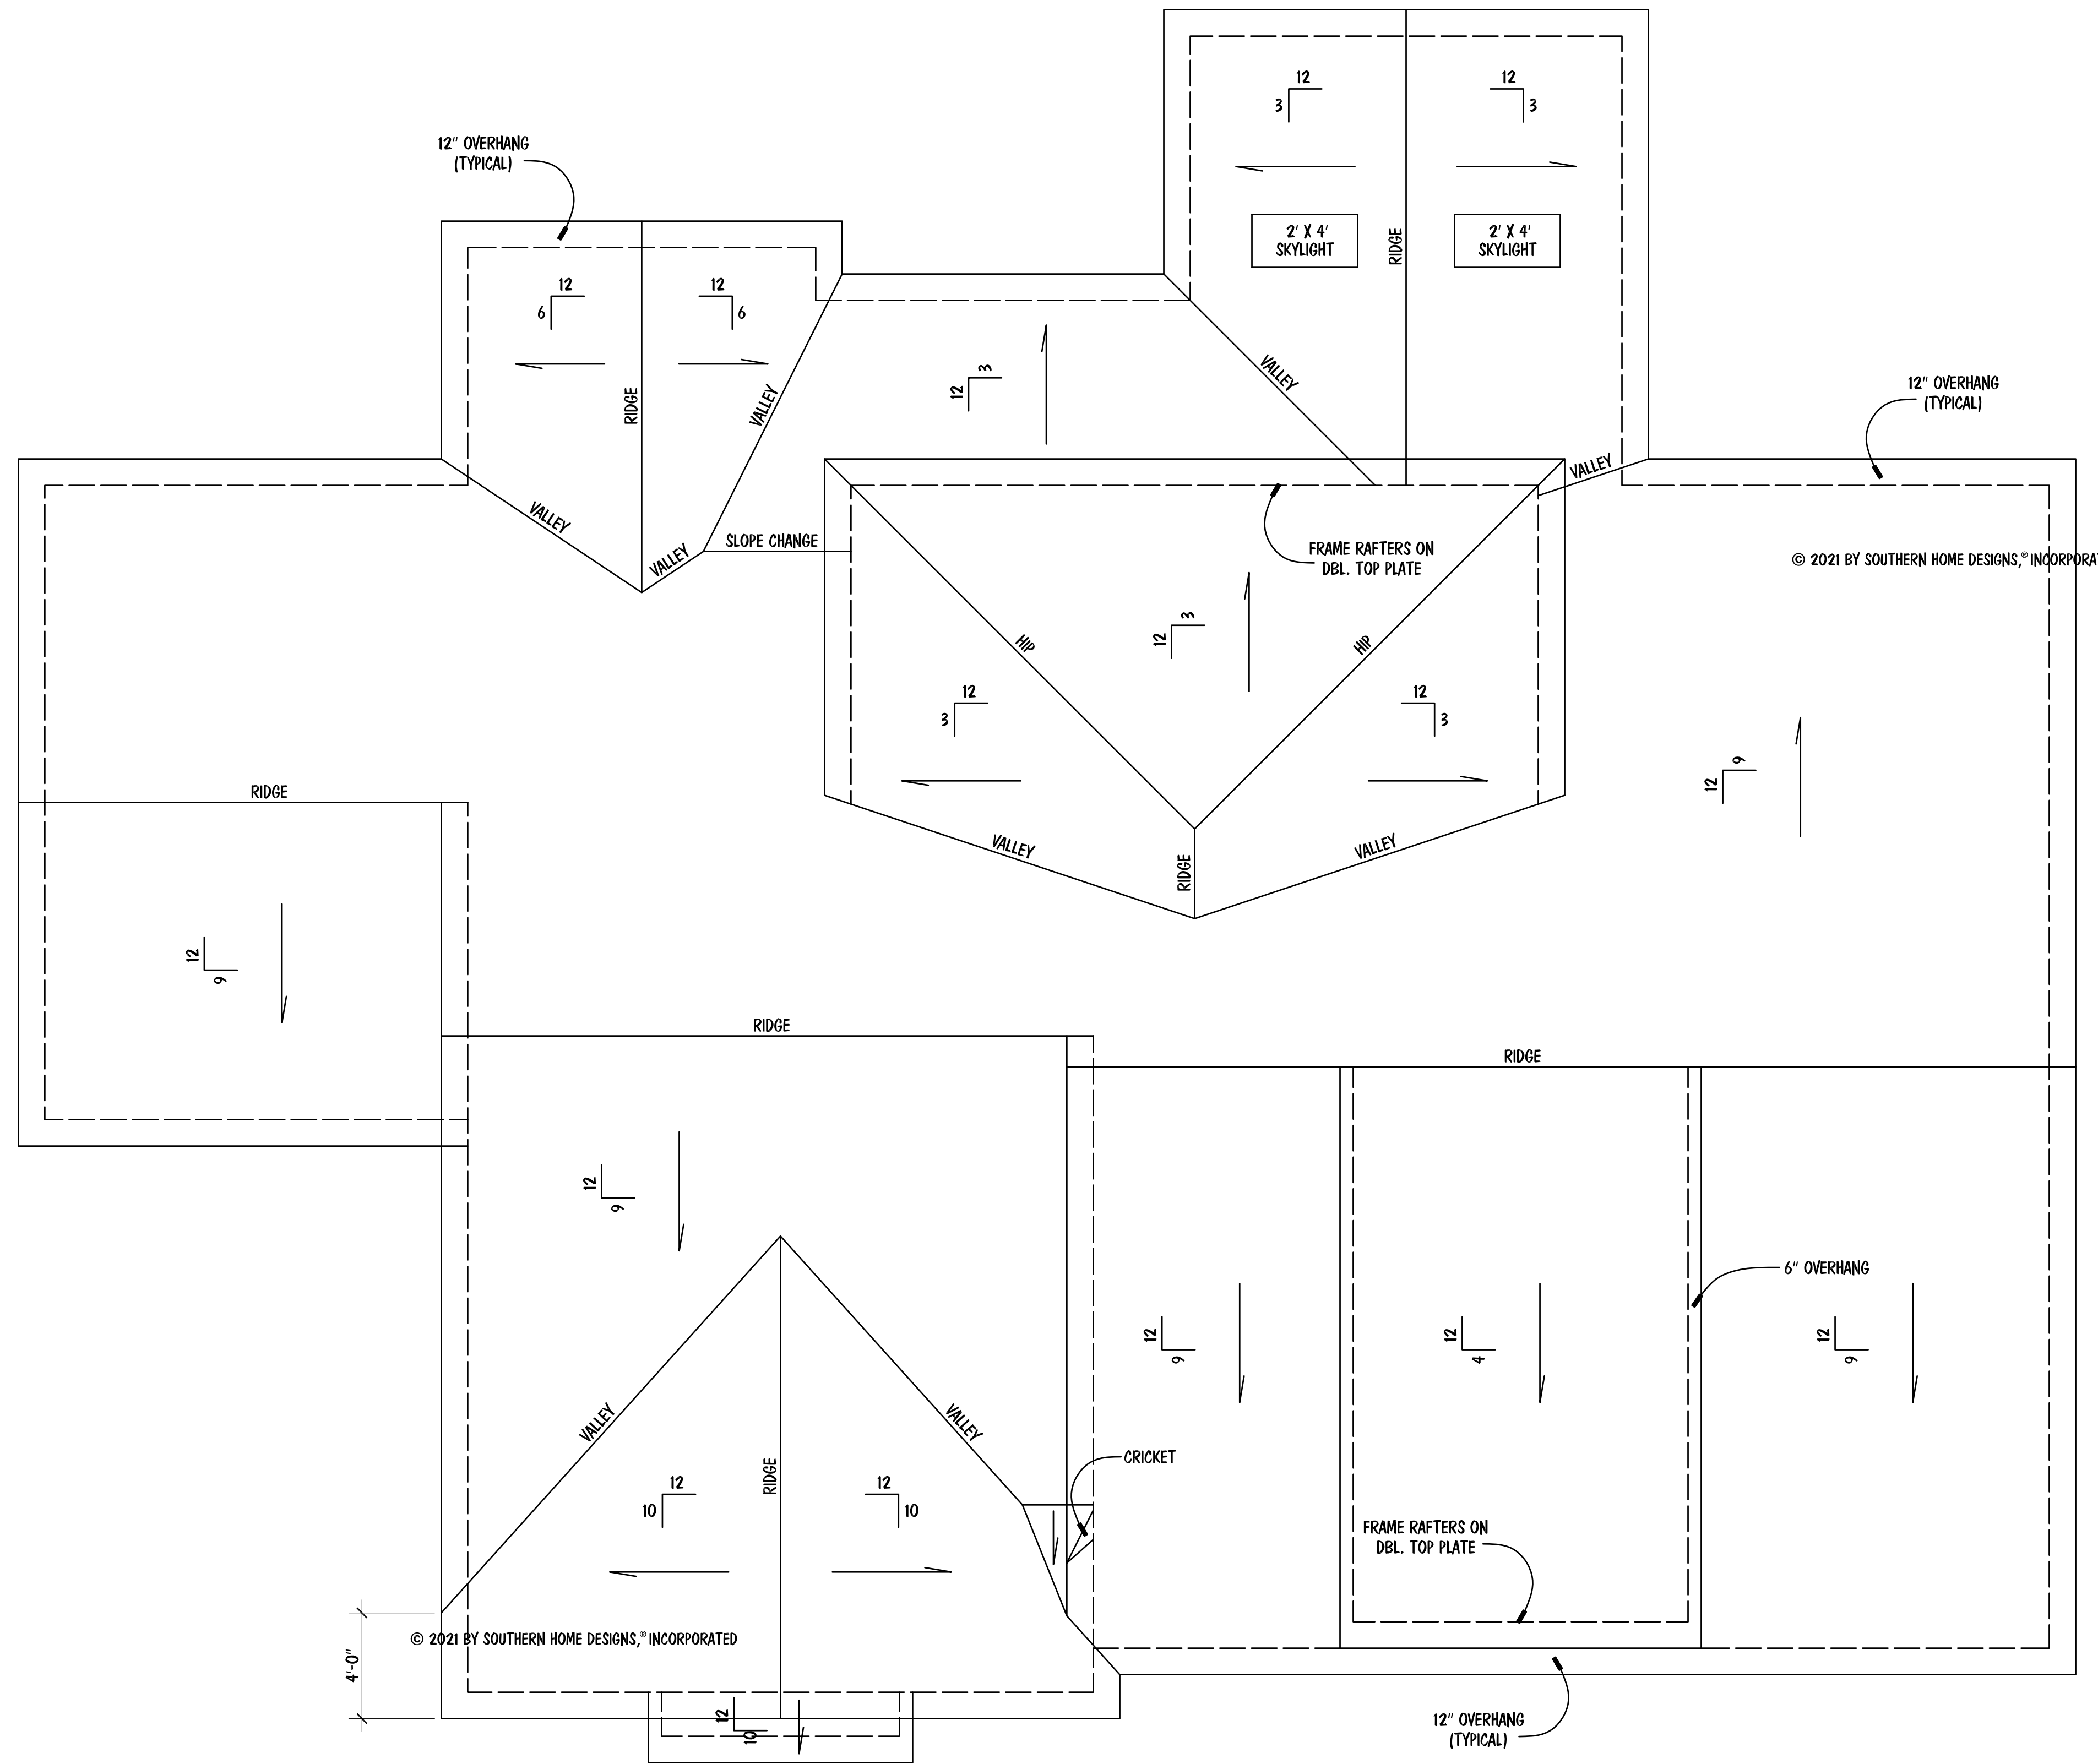 12
3
12
3
12" OVERHANG
(TYPICAL)
2' X 4'
SKYLIGHT
RIDGE
2' X 4'
SKYLIGHT
12
6
12
6
RIDGE
VALLEY
12
3
VALLEY
12" OVERHANG
(TYPICAL)
VALLEY
VALLEY
VALLEY
SLOPE CHANGE
FRAME RAFTERS ON
DBL. TOP PLATE
© 2021 BY SOUTHERN HOME DESIGNS,® INCORPORAT
HIP
12
3
HIP
12
3
12
3
12
9
RIDGE
VALLEY
RIDGE
VALLEY
12
9
RIDGE
RIDGE
12
9
6" OVERHANG
12
9
12
4
12
9
VALLEY
VALLEY
RIDGE
CRICKET
12
10
12
10
FRAME RAFTERS ON
DBL. TOP PLATE
© 2021 BY SOUTHERN HOME DESIGNS,® INCORPORATED
4'-0"
12
10
12" OVERHANG
(TYPICAL)